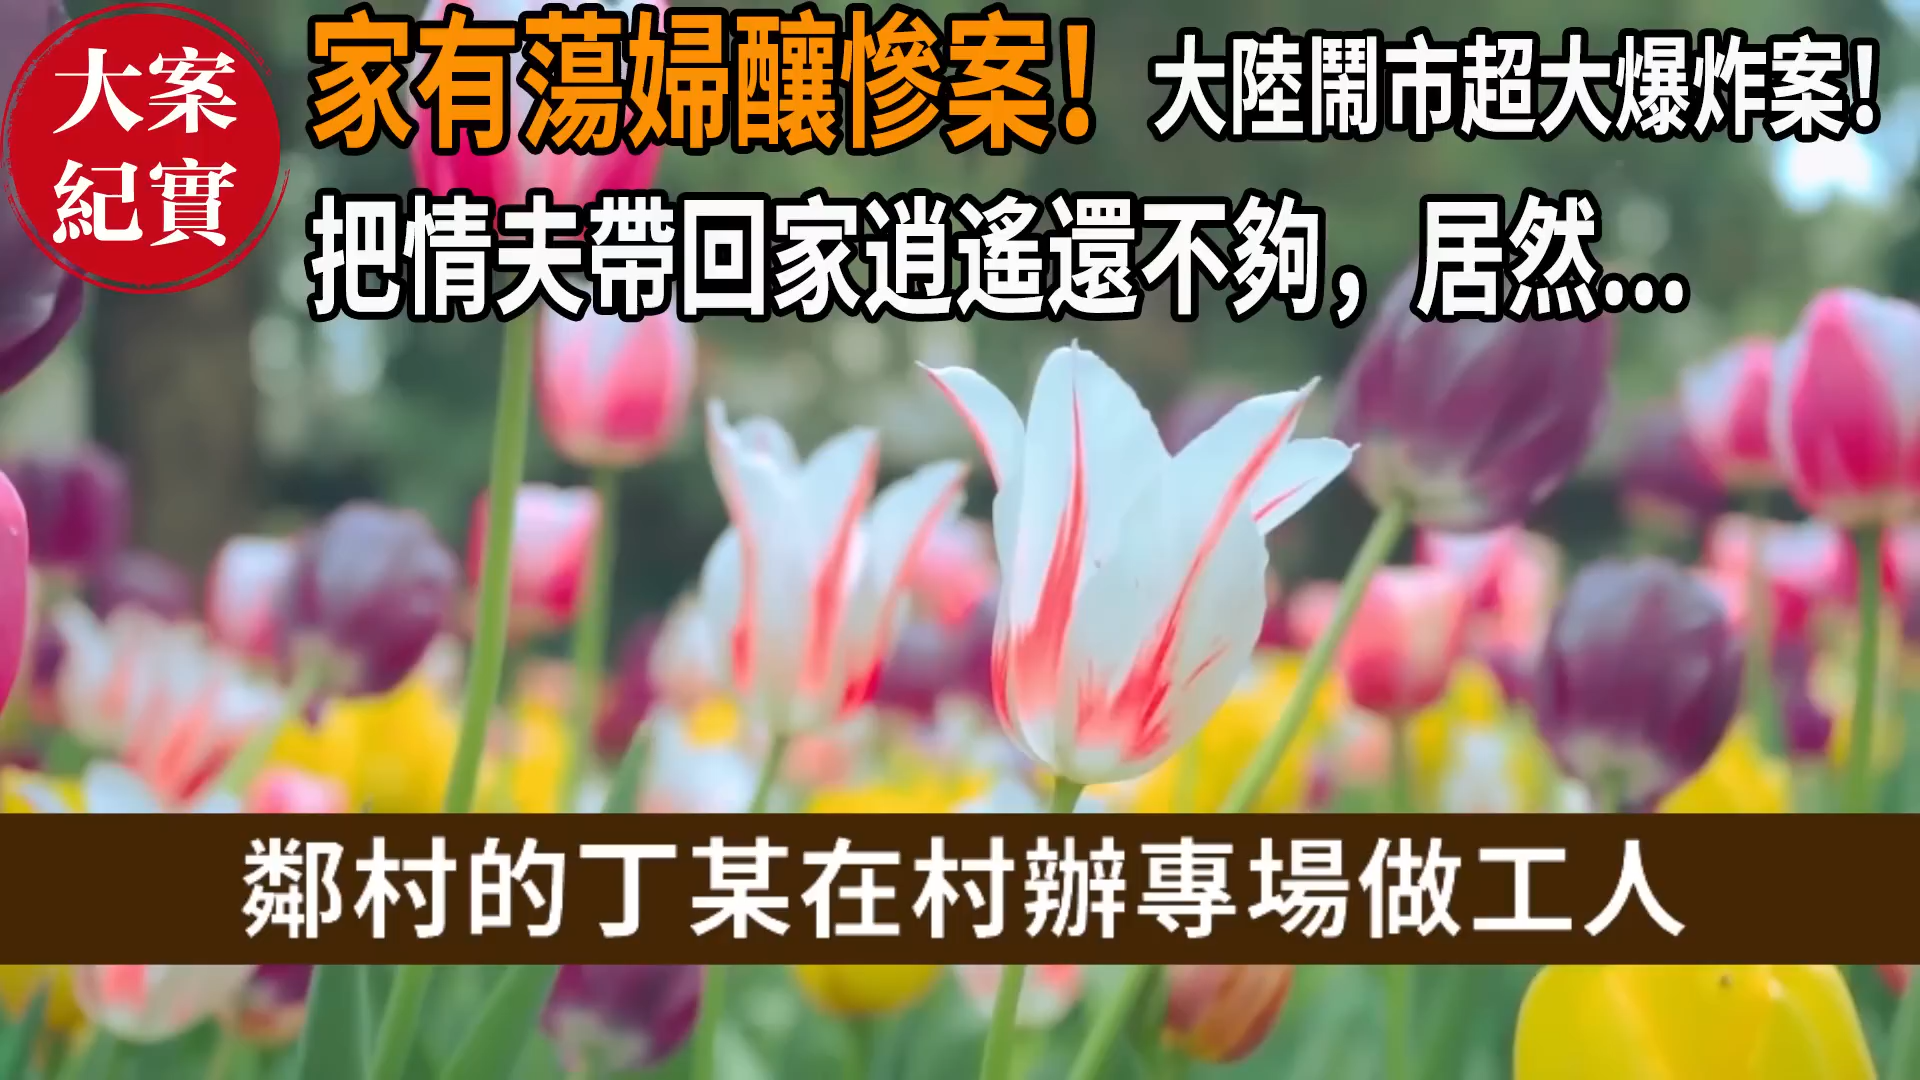 大案
紀實
家有蕩婦釀慘案！大陸鬧市超大爆炸案！
把情夫帶回家逍遙還不夠，居然...
鄰村的丁某在村辦專場做工人